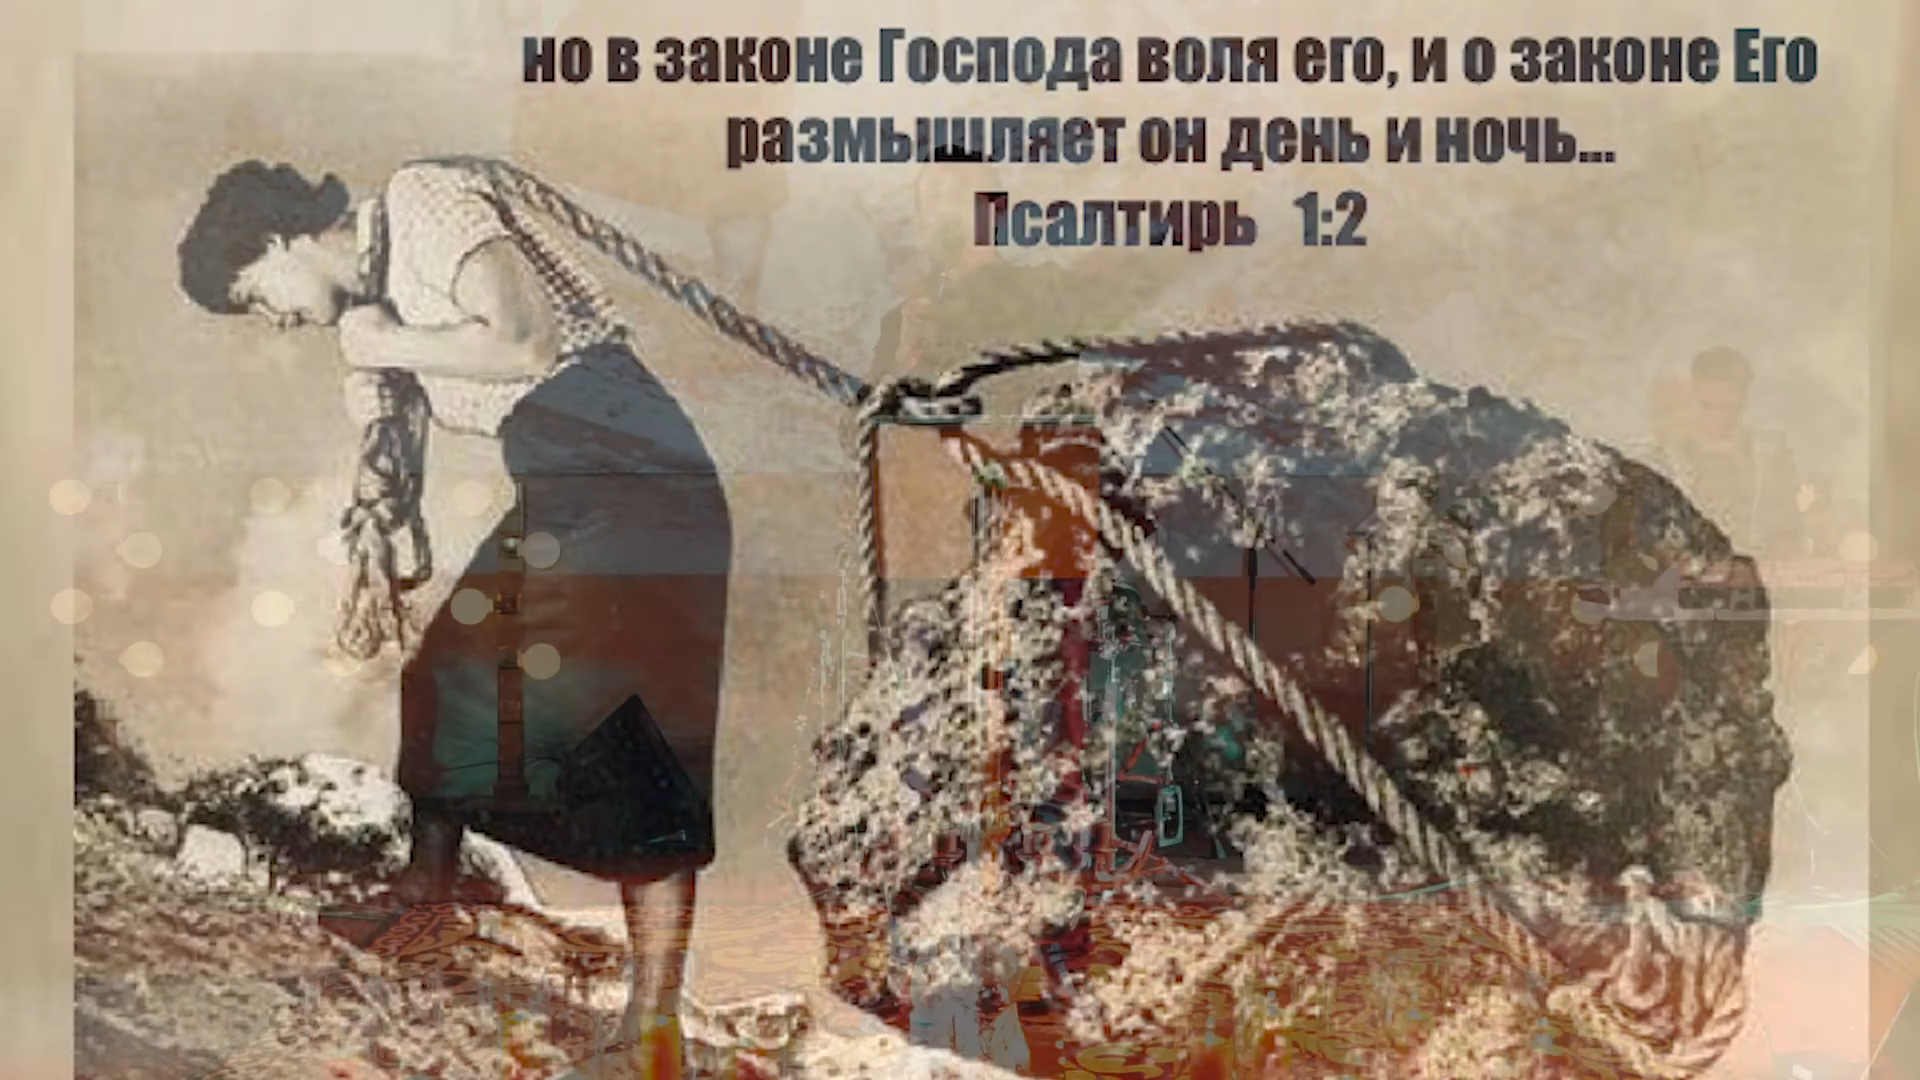 но в законе Господа воля его, и о законе Его
размышляет он день и ночь...
Псалтирь 1:2